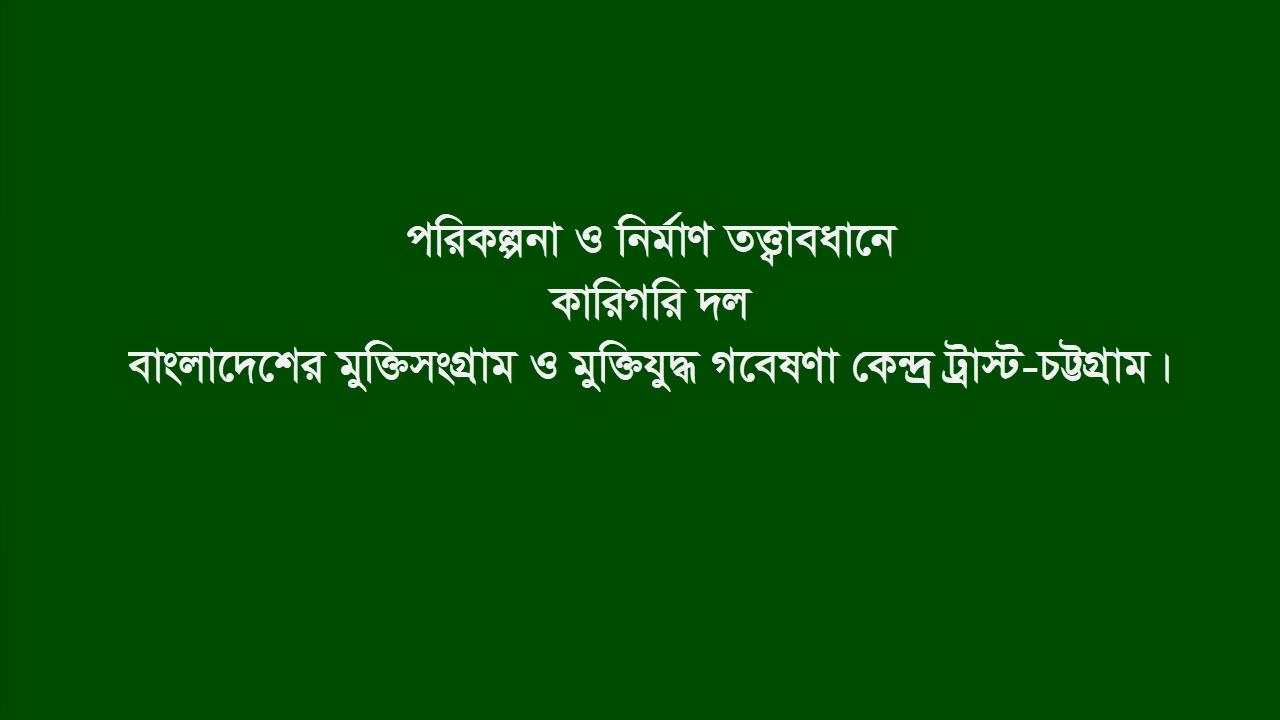 পরিকল্পনা ও নির্মাণ তত্ত্বাবধানে
কারিগরি দল
বাংলাদেশের মুক্তিসংগ্রাম ও মুক্তিযুদ্ধ গবেষণা কেন্দ্র ট্রাস্ট-চট্টগ্রাম।